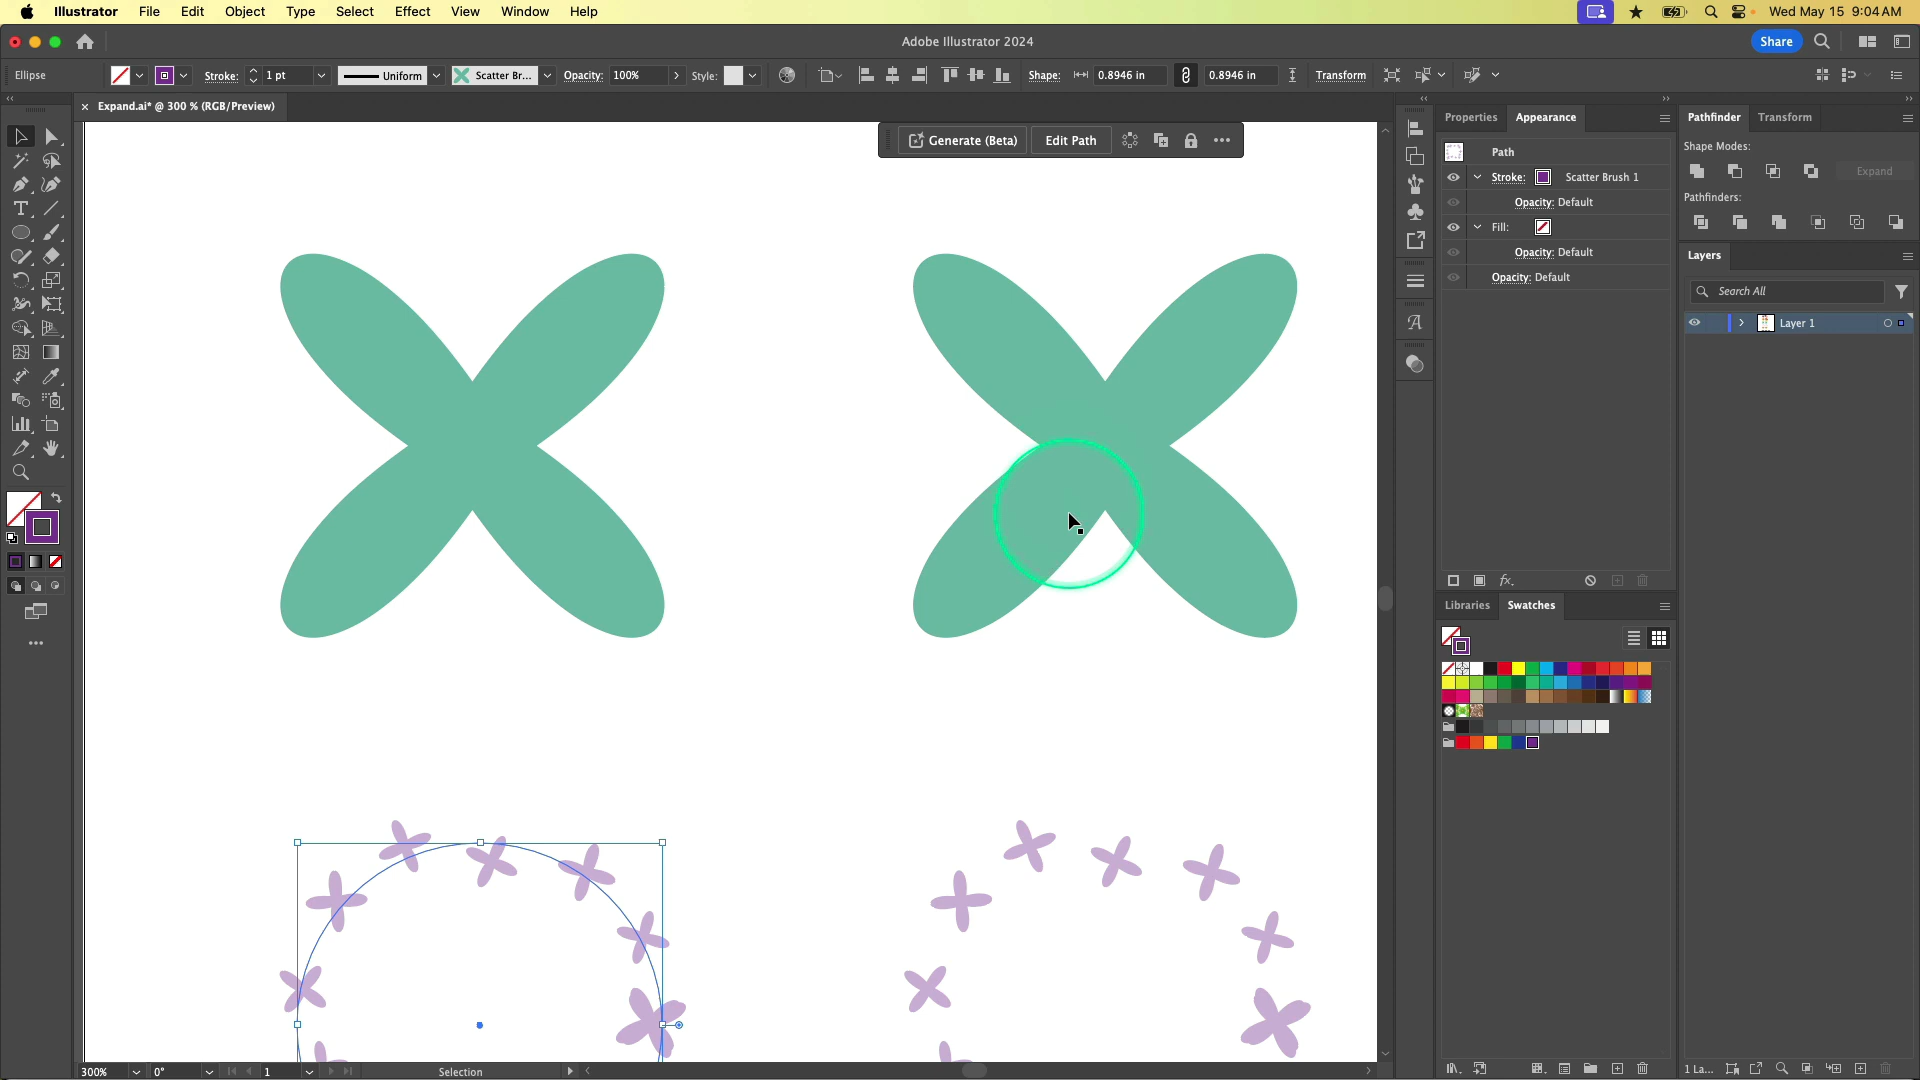 Illustrator File Edit Object Type Select Effect View Window Help Wed May 15 9:04 AM
Adobe Illustrator 2024 Share
Ellipse Stroke: 1 pt Uniform Scatter Br... Opacity: 100% Style: Shape: 0.8946 in 0.8946 in Transform
Expand.ai* @ 300 % (RGB/Preview)
Generate (Beta) Edit Path
Properties Appearance
Path
Stroke: Scatter Brush 1
Opacity: Default
Fill:
Opacity: Default
Opacity: Default
fx.
Libraries Swatches
Pathfinder Transform
Shape Modes:
Expand
Pathfinders:
Layers
Search All
Layer 1
300% 0° 1 Selection
1 La...